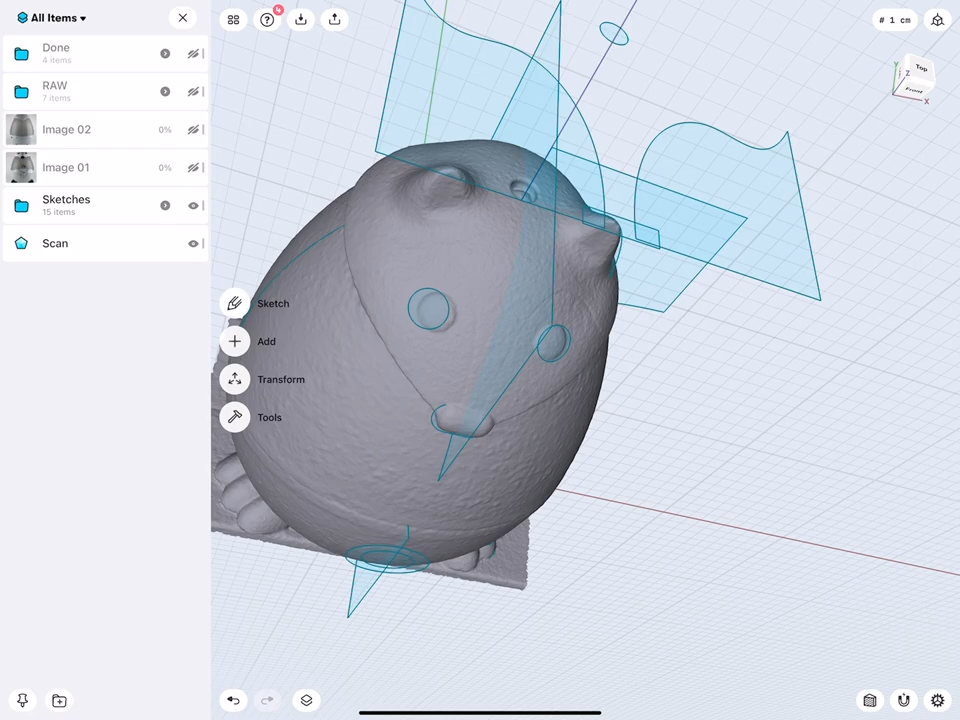 All Items
4
# 1 cm
Done
4 items
RAW
7 items
Image 02
0%
Image 01
0%
Sketches
15 items
Scan
Top
Front
Y
Z
X
Sketch
Add
Transform
Tools